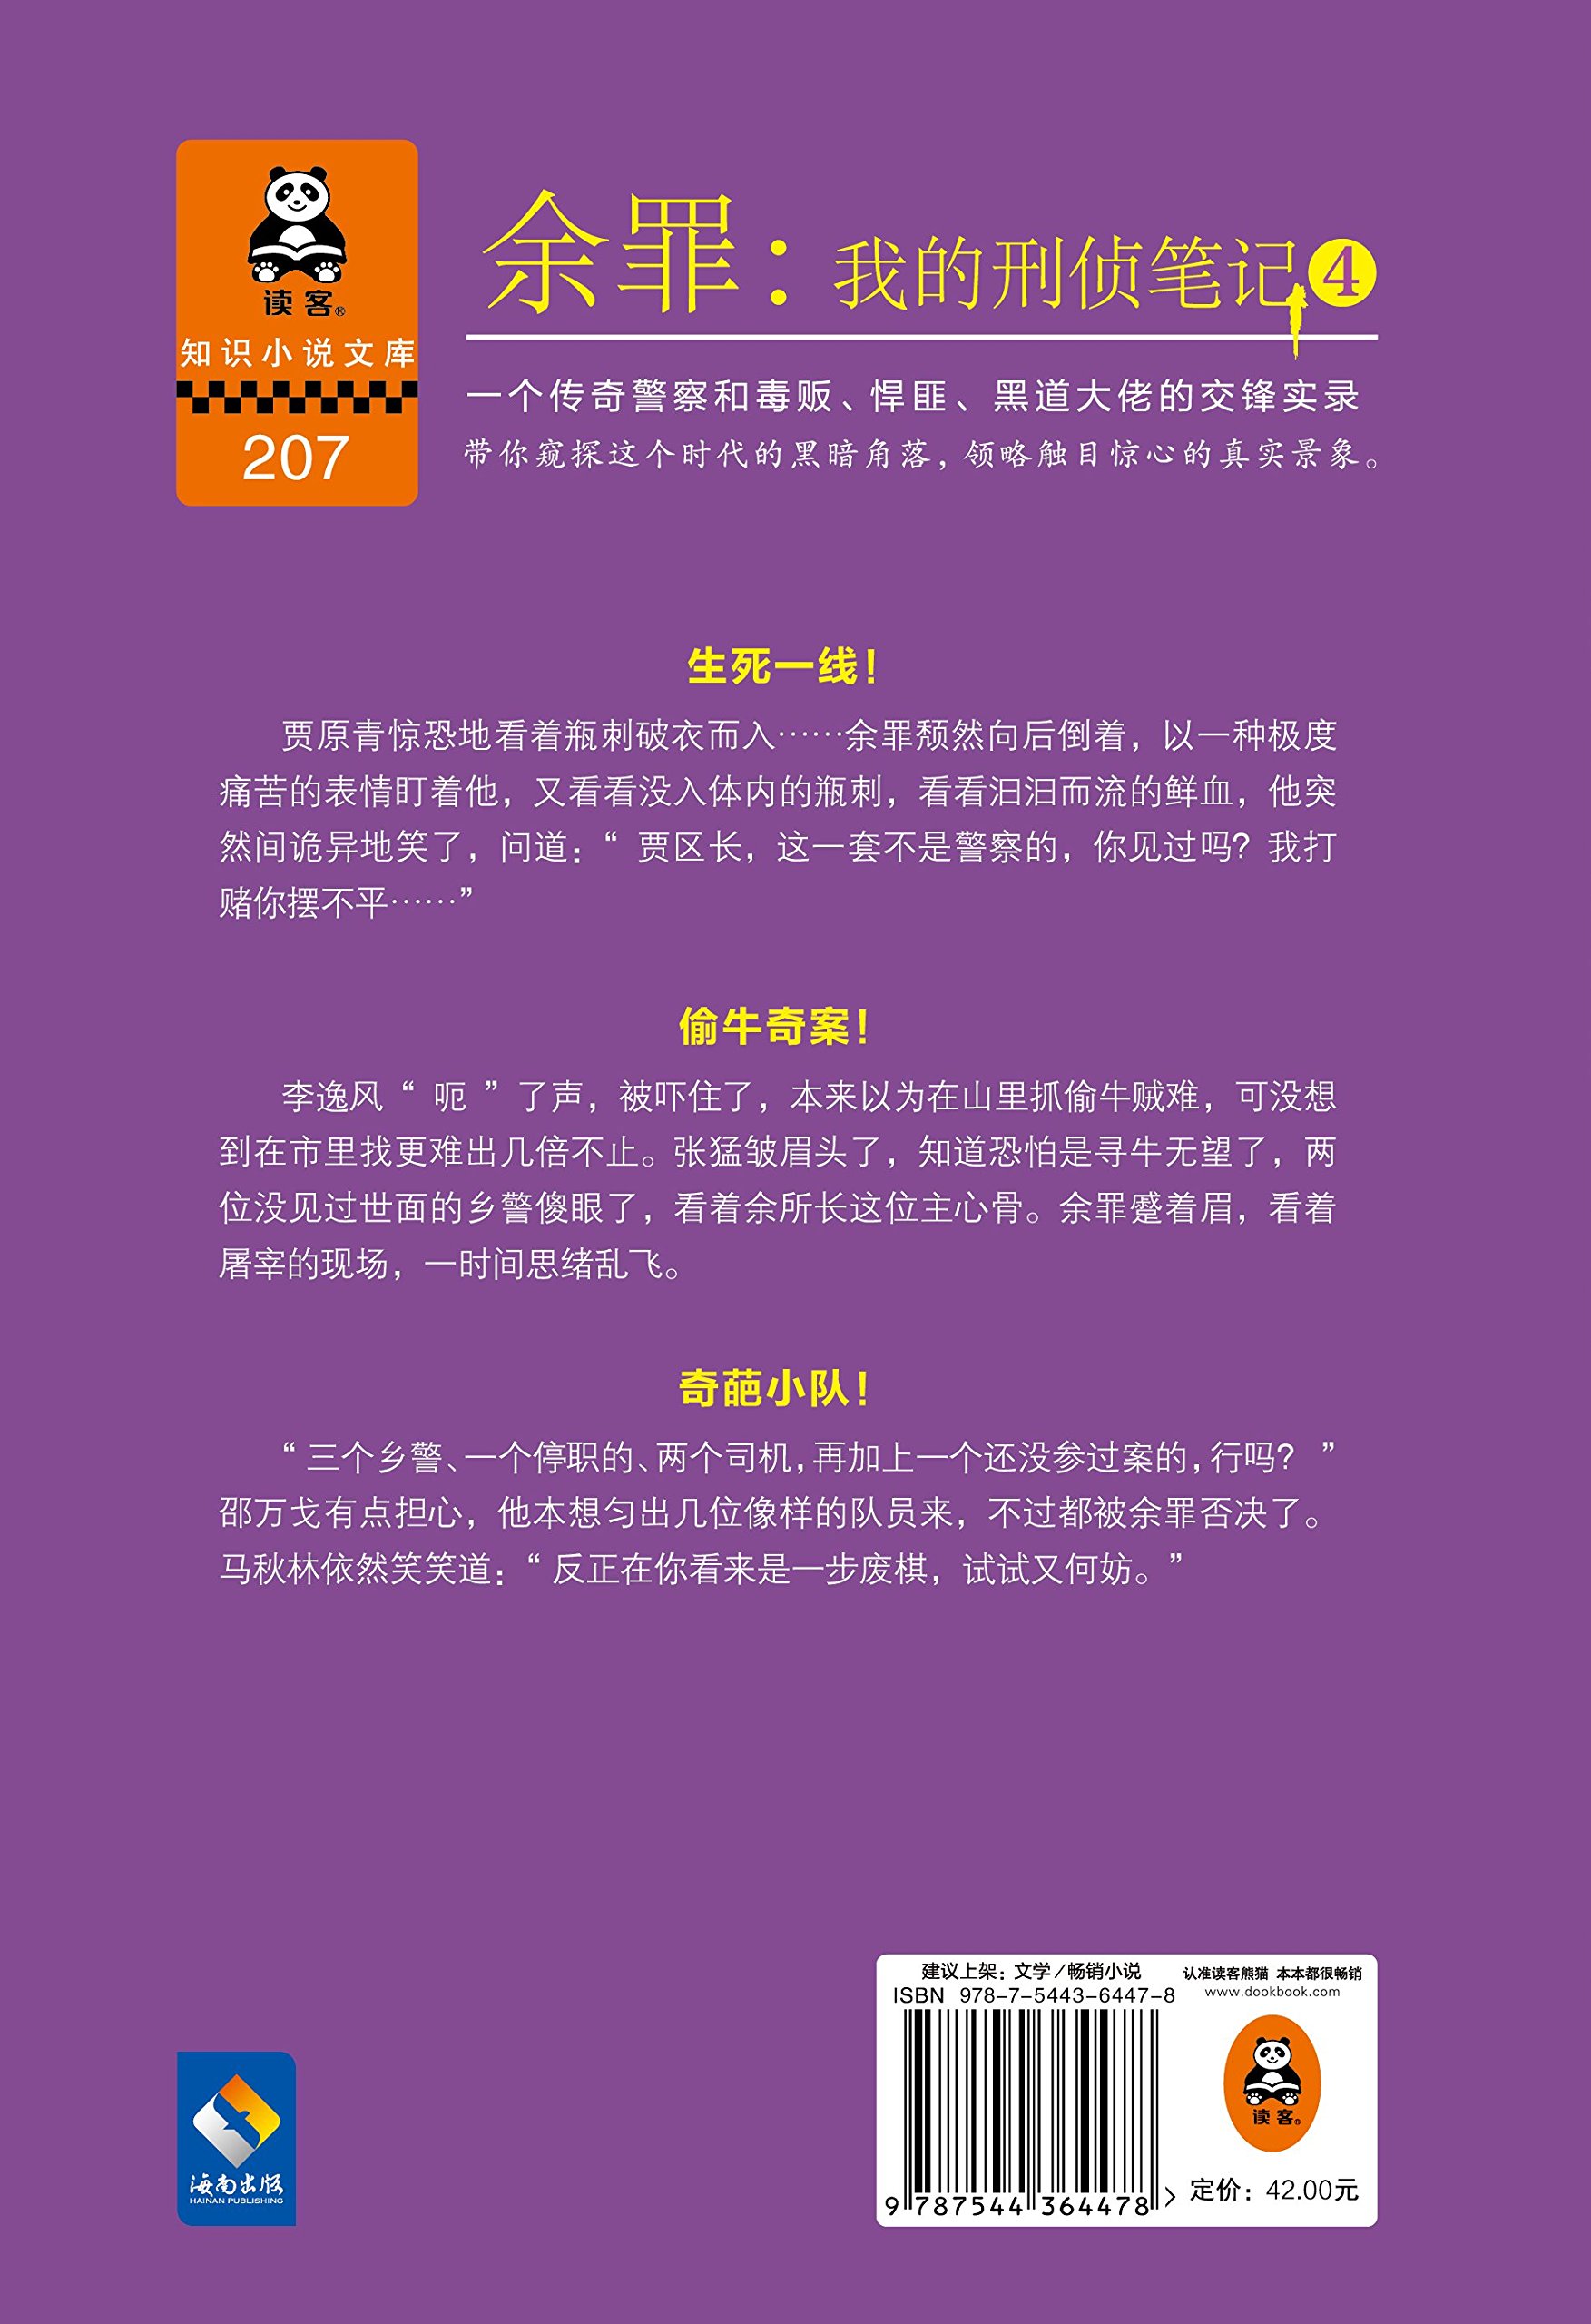 读客®
知识小说文库
207
余罪：我的刑侦笔记4
一个传奇警察和毒贩、悍匪、黑道大佬的交锋实录
带你窥探这个时代的黑暗角落，领略触目惊心的真实景象。
生死一线！
贾原青惊恐地看着瓶刺破衣而入……余罪颓然向后倒着，以一种极度
痛苦的表情盯着他，又看看没入体内的瓶刺，看看汩汩而流的鲜血，他突
然间诡异地笑了，问道：“贾区长，这一套不是警察的，你见过吗？我打
赌你摆不平……”
偷牛奇案！
李逸风“呃”了声，被吓住了，本来以为在山里抓偷牛贼难，可没想
到在市里找更难出几倍不止。张猛皱眉头了，知道恐怕是寻牛无望了，两
位没见过世面的乡警傻眼了，看着余所长这位主心骨。余罪蹙着眉，看着
屠宰的现场，一时间思绪乱飞。
奇葩小队！
“三个乡警、一个停职的、两个司机，再加上一个还没参过案的，行吗？”
邵万戈有点担心，他本想匀出几位像样的队员来，不过都被余罪否决了。
马秋林依然笑笑道：“反正在你看来是一步废棋，试试又何妨。”
海南出版
HAINAN PUBLISHING
建议上架：文学/畅销小说
ISBN 978-7-5443-6447-8
9 787544 364478 >
认准读客熊猫 本本都很畅销
www.dookbook.com
读客®
定价：42.00元